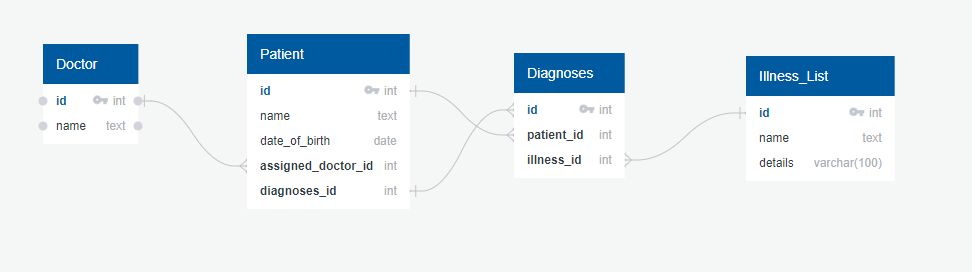 Doctor
id int
name text
Patient
id int
name text
date_of_birth date
assigned_doctor_id int
diagnoses_id int
Diagnoses
id int
patient_id int
illness_id int
Illness_List
id int
name text
details varchar(100)